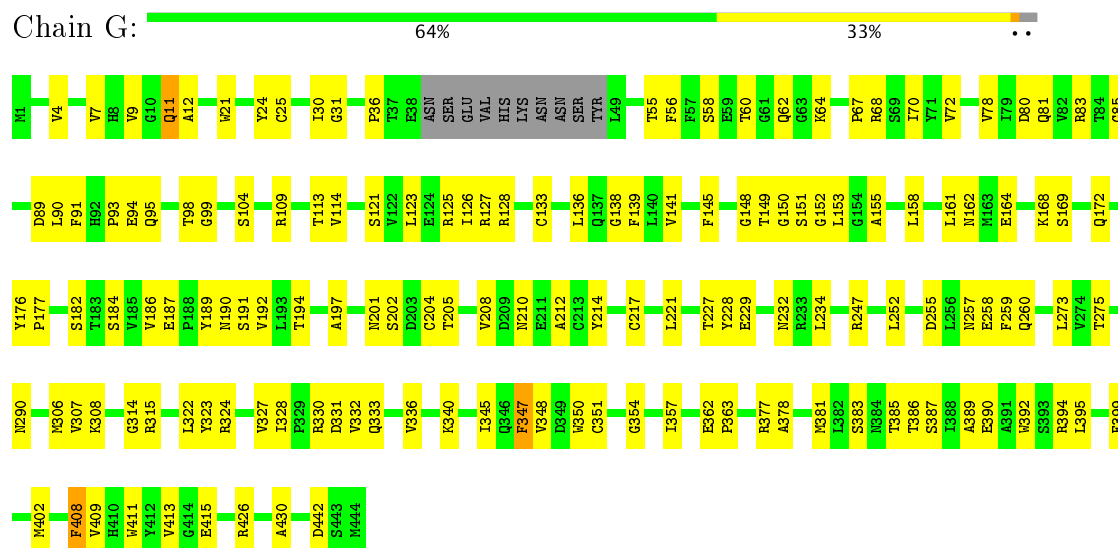 Chain G:
64% 33% • •
M1 V4 V7 H8 V9 G10 Q11 A12 W21 Y24 C25 I30 G31 P36 T37 E38 ASN SER GLU VAL HIS LYS ASN ASN SER TYR L49 T55 F56 F57 S58 E59 T60 G61 Q62 G63 K64 P67 R68 S69 I70 Y71 V72 V78 I79 D80 Q81 V82 R83 T84 G85
D89 L90 F91 H92 P93 E94 Q95 T98 G99 S104 R109 T113 V114 S121 V122 L123 E124 R125 I126 R127 R128 C133 L136 Q137 G138 F139 L140 V141 F145 G148 T149 G150 S151 G152 L153 G154 A155 L158 L161 N162 M163 E164 K168 S169 Q172
Y176 P177 S182 T183 S184 V185 V186 E187 P188 Y189 N190 S191 V192 L193 T194 A197 N201 S202 D203 C204 T205 V208 D209 N210 E211 A212 C213 Y214 C217 L221 T227 Y228 E229 N232 R233 L234 R247 L252 D255 L256 N257 E258 F259 Q260 L273 V274 T275
N290 M306 V307 K308 G314 R315 L322 Y323 R324 V327 I328 P329 R330 D331 V332 Q333 V336 K340 I345 Q346 F347 V348 D349 W350 C351 G354 I357 E362 P363 R377 A378 M381 L382 S383 N384 T385 T386 S387 I388 A389 E390 A391 W392 S393 R394 L395
M402 F408 V409 H410 W411 Y412 V413 G414 E415 R426 A430 D442 S443 M444